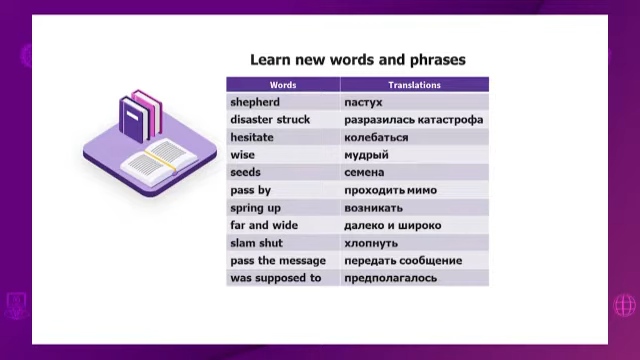 Learn new words and phrases
Words Translations
shepherd пастух
disaster struck разразилась катастрофа
hesitate колебаться
wise мудрый
seeds семена
pass by проходить мимо
spring up возникать
far and wide далеко и широко
slam shut хлопнуть
pass the message передать сообщение
was supposed to предполагалось